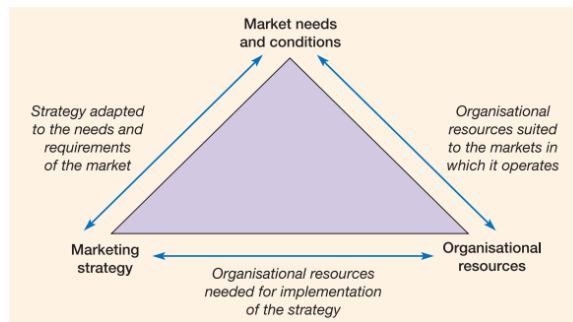 Market needs
and conditions
Strategy adapted
to the needs and
requirements
of the market
Organisational
resources suited
to the markets in
which it operates
Marketing
strategy
Organisational resources
needed for implementation
of the strategy
Organisational
resources